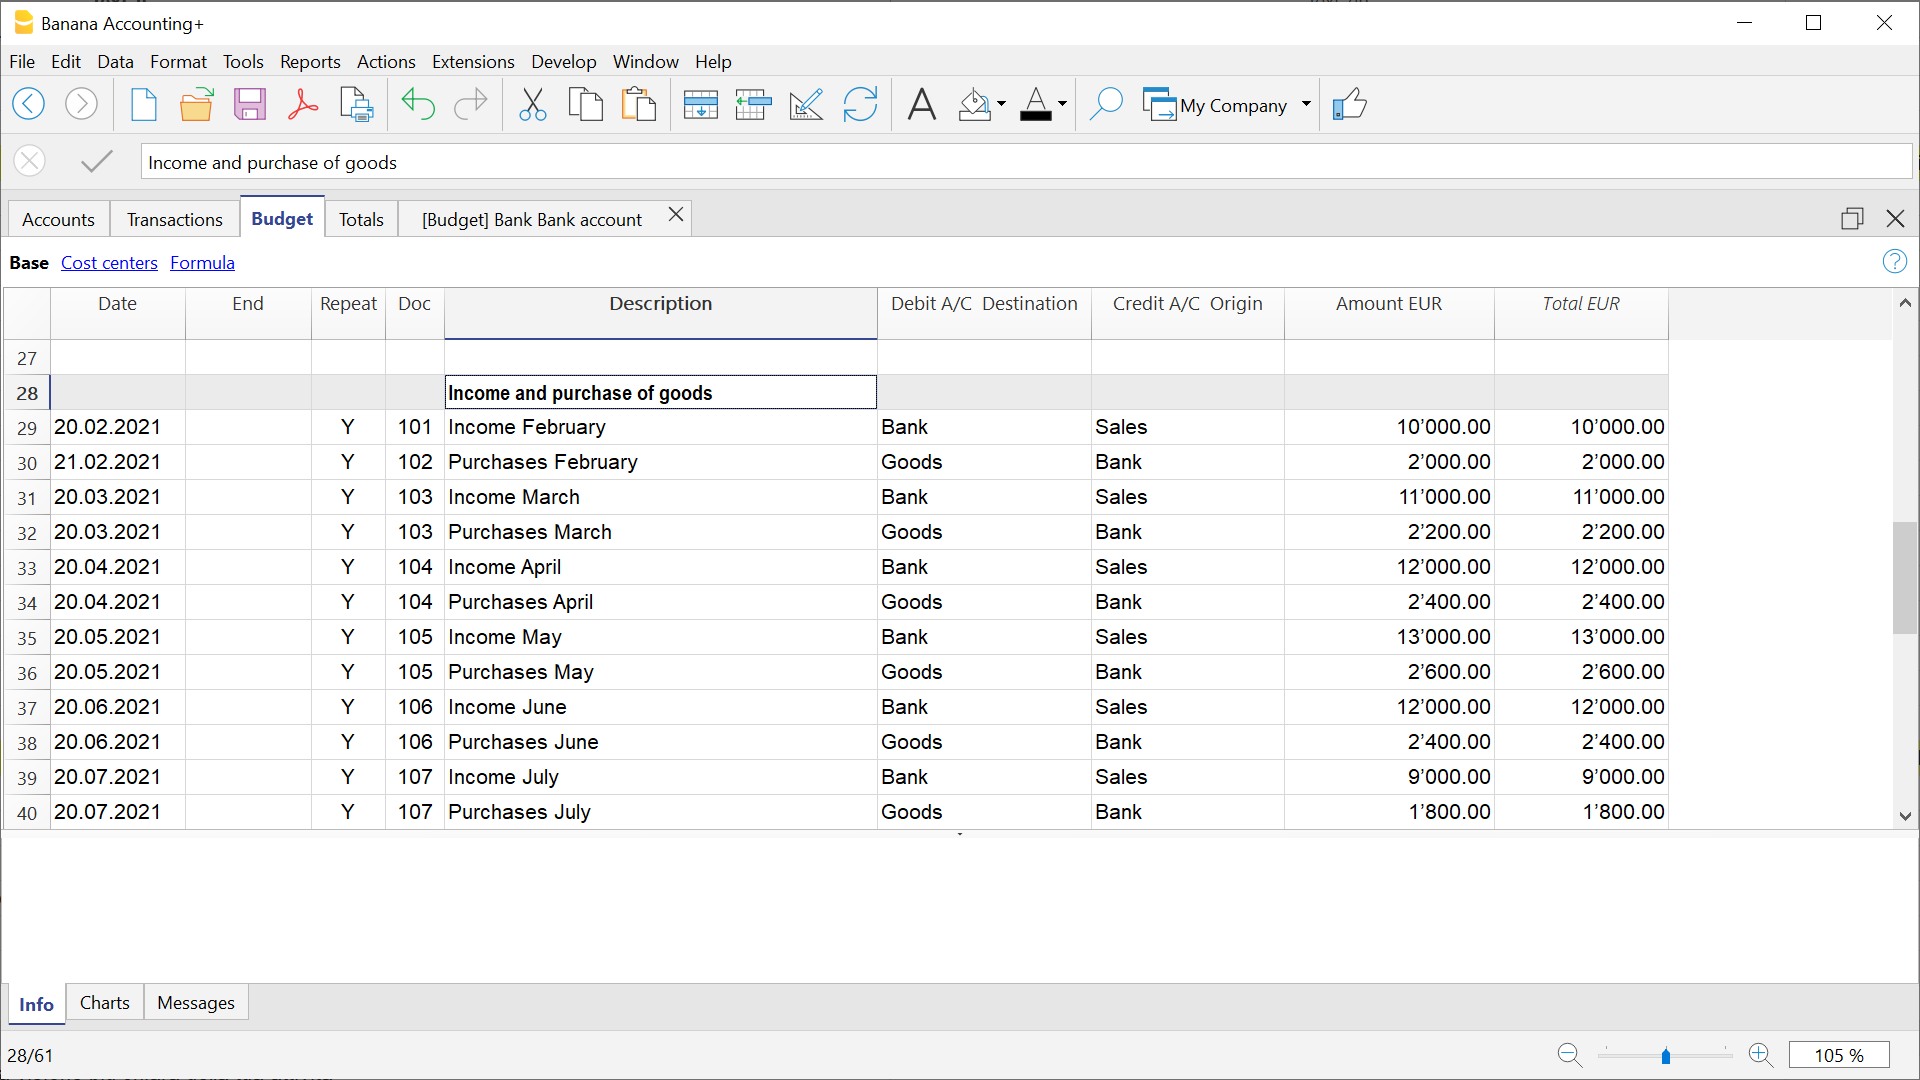 Banana Accounting+
File Edit Data Format Tools Reports Actions Extensions Develop Window Help
My Company
Income and purchase of goods
Accounts Transactions Budget Totals [Budget] Bank Bank account
Base Cost centers Formula
Date End Repeat Doc Description Debit A/C Destination Credit A/C Origin Amount EUR Total EUR
27
28 Income and purchase of goods
29 20.02.2021 Y 101 Income February Bank Sales 10’000.00 10’000.00
30 21.02.2021 Y 102 Purchases February Goods Bank 2’000.00 2’000.00
31 20.03.2021 Y 103 Income March Bank Sales 11’000.00 11’000.00
32 20.03.2021 Y 103 Purchases March Goods Bank 2’200.00 2’200.00
33 20.04.2021 Y 104 Income April Bank Sales 12’000.00 12’000.00
34 20.04.2021 Y 104 Purchases April Goods Bank 2’400.00 2’400.00
35 20.05.2021 Y 105 Income May Bank Sales 13’000.00 13’000.00
36 20.05.2021 Y 105 Purchases May Goods Bank 2’600.00 2’600.00
37 20.06.2021 Y 106 Income June Bank Sales 12’000.00 12’000.00
38 20.06.2021 Y 106 Purchases June Goods Bank 2’400.00 2’400.00
39 20.07.2021 Y 107 Income July Bank Sales 9’000.00 9’000.00
40 20.07.2021 Y 107 Purchases July Goods Bank 1’800.00 1’800.00
Info Charts Messages
28/61 105 %